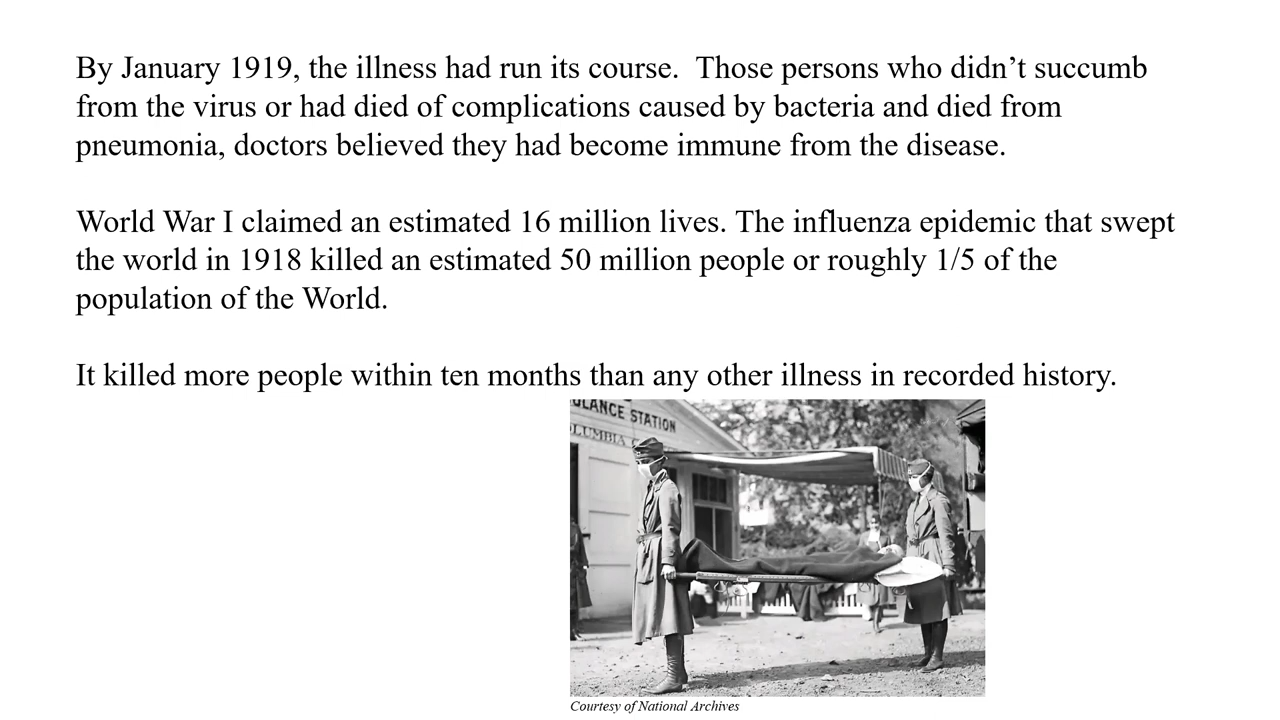 By January 1919, the illness had run its course.  Those persons who didn’t succumb
from the virus or had died of complications caused by bacteria and died from
pneumonia, doctors believed they had become immune from the disease.
World War I claimed an estimated 16 million lives. The influenza epidemic that swept
the world in 1918 killed an estimated 50 million people or roughly 1/5 of the
population of the World.
It killed more people within ten months than any other illness in recorded history.
ULANCE STATION
OLUMBIA
Courtesy of National Archives